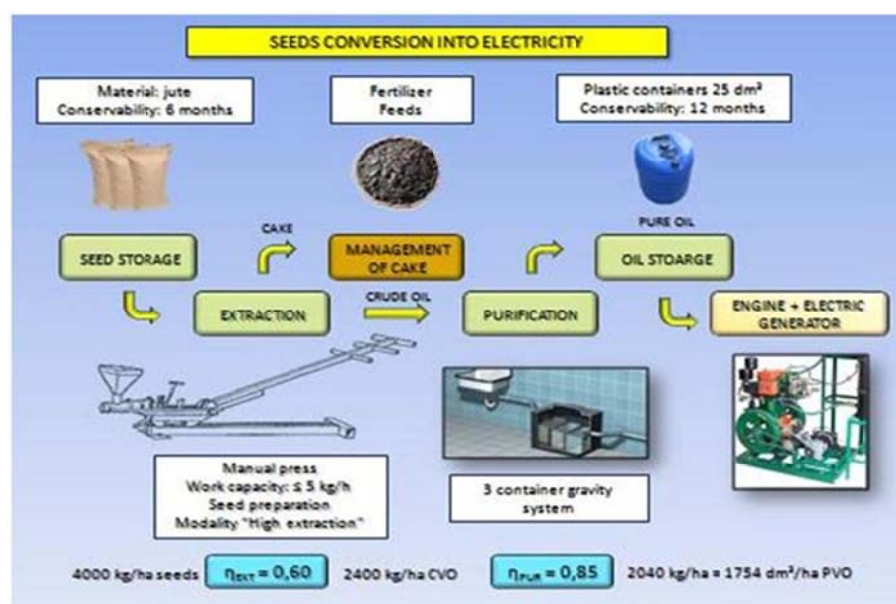 SEEDS CONVERSION INTO ELECTRICITY
Material: jute
Conservability: 6 months
Fertilizer
Feeds
Plastic containers 25 dm³
Conservability: 12 months
CAKE
PURE OIL
SEED STORAGE
MANAGEMENT
OF CAKE
OIL STOARGE
EXTRACTION
CRUDE OIL
PURIFICATION
ENGINE + ELECTRIC
GENERATOR
Manual press
Work capacity: ≤ 5 kg/h
Seed preparation
Modality "High extraction"
3 container gravity
system
4000 kg/ha seeds
ηEXT = 0,60
2400 kg/ha CVO
ηPUR = 0,85
2040 kg/ha = 1754 dm³/ha PVO